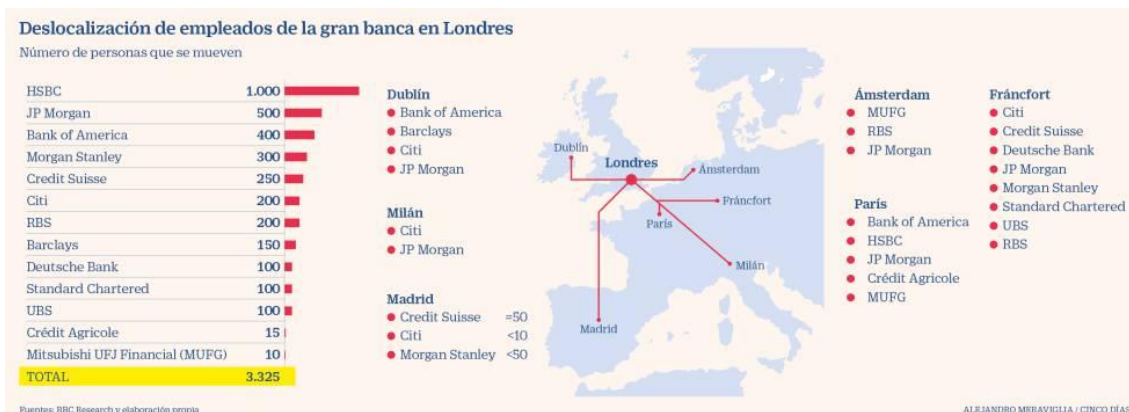 Deslocalización de empleados de la gran banca en Londres
Número de personas que se mueven
HSBC 1.000
JP Morgan 500
Bank of America 400
Morgan Stanley 300
Credit Suisse 250
Citi 200
RBS 200
Barclays 150
Deutsche Bank 100
Standard Chartered 100
UBS 100
Crédit Agricole 15
Mitsubishi UFJ Financial (MUFG) 10
TOTAL 3.325
Dublín
Bank of America
Barclays
Citi
JP Morgan
Milán
Citi
JP Morgan
Madrid
Credit Suisse =50
Citi <10
Morgan Stanley <50
Dublín
Londres
Ámsterdam
Fráncfort
París
Milán
Madrid
Ámsterdam
MUFG
RBS
JP Morgan
París
Bank of America
HSBC
JP Morgan
Crédit Agricole
MUFG
Fráncfort
Citi
Credit Suisse
Deutsche Bank
JP Morgan
Morgan Stanley
Standard Chartered
UBS
RBS
Fuentes: BBC Research y elaboración propia
ALEJANDRO MERAVIGLIA / CINCO DÍAS